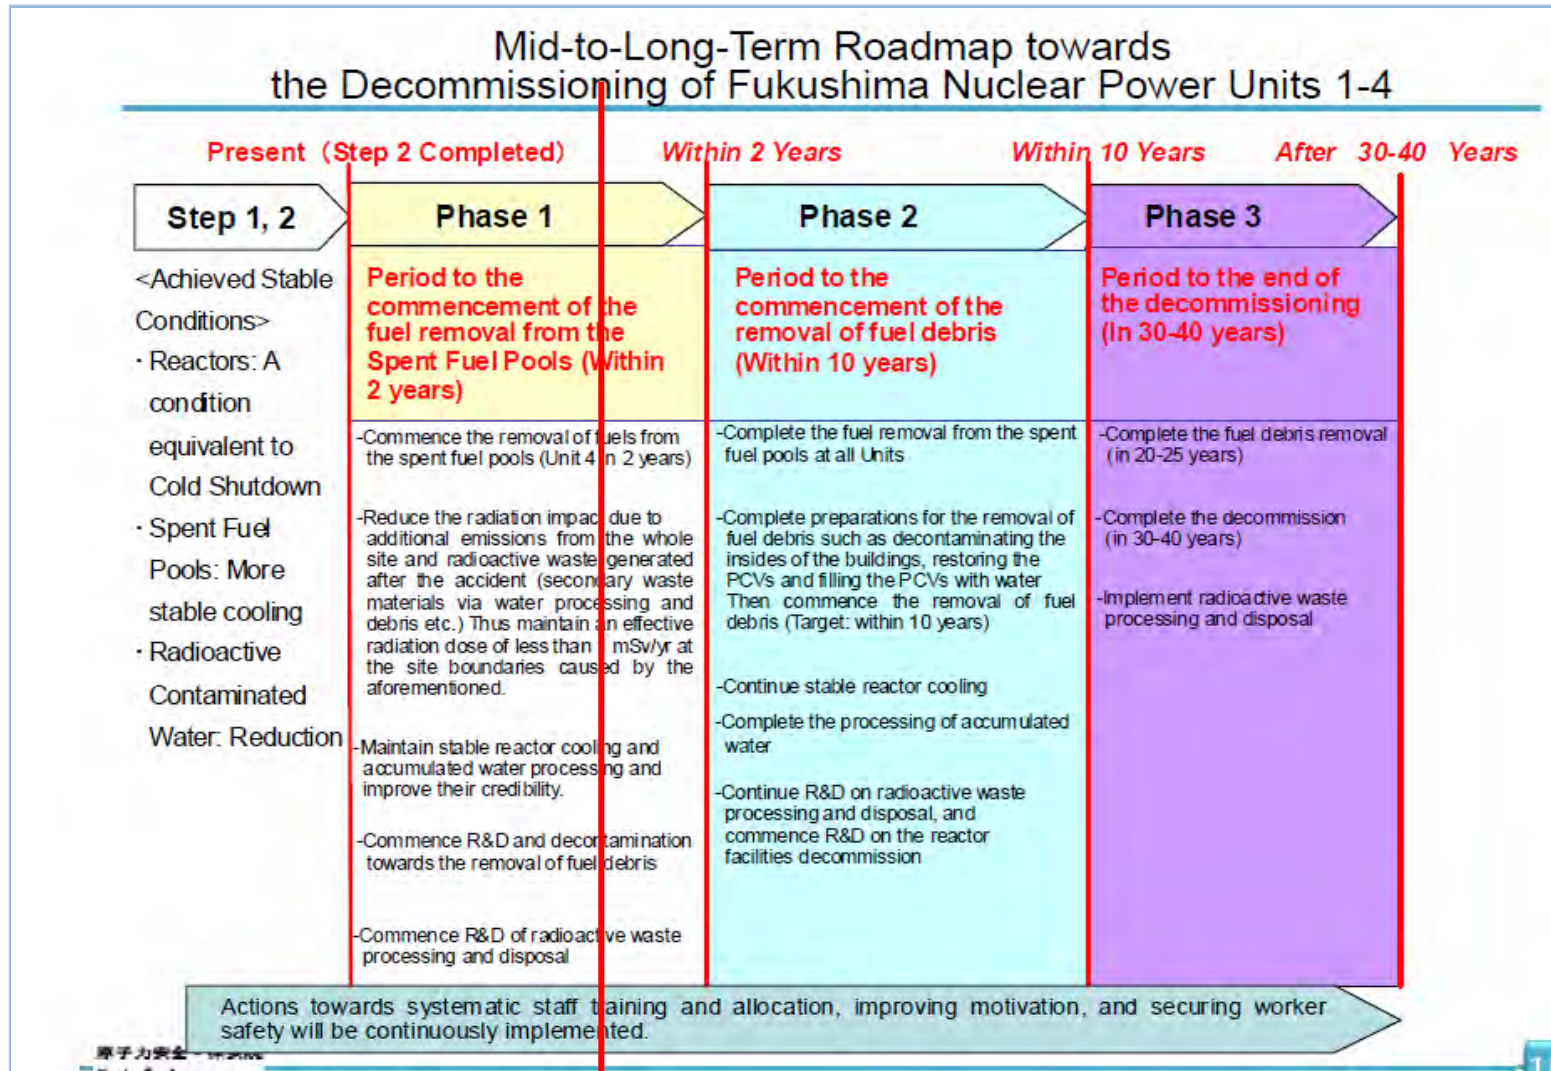 Mid-to-Long-Term Roadmap towards
the Decommissioning of Fukushima Nuclear Power Units 1-4
Present (Step 2 Completed)
Within 2 Years
Within 10 Years
After 30-40 Years
Step 1, 2
Phase 1
Phase 2
Phase 3
<Achieved Stable
Conditions>
・Reactors: A
condition
equivalent to
Cold Shutdown
・Spent Fuel
Pools: More
stable cooling
・Radioactive
Contaminated
Water: Reduction
Period to the
commencement of the
fuel removal from the
Spent Fuel Pools (Within
2 years)
-Commence the removal of fuels from
the spent fuel pools (Unit 4 in 2 years)
-Reduce the radiation impact due to
additional emissions from the whole
site and radioactive waste generated
after the accident (secondary waste
materials via water processing and
debris etc.) Thus maintain an effective
radiation dose of less than 1 mSv/yr at
the site boundaries caused by the
aforementioned.
-Maintain stable reactor cooling and
accumulated water processing and
improve their credibility.
-Commence R&D and decontamination
towards the removal of fuel debris
-Commence R&D of radioactive waste
processing and disposal
Period to the
commencement of the
removal of fuel debris
(Within 10 years)
-Complete the fuel removal from the spent
fuel pools at all Units
-Complete preparations for the removal of
fuel debris such as decontaminating the
insides of the buildings, restoring the
PCVs and filling the PCVs with water
Then commence the removal of fuel
debris (Target: within 10 years)
-Continue stable reactor cooling
-Complete the processing of accumulated
water
-Continue R&D on radioactive waste
processing and disposal, and
commence R&D on the reactor
facilities decommission
Period to the end of
the decommissioning
(In 30-40 years)
-Complete the fuel debris removal
(in 20-25 years)
-Complete the decommission
(in 30-40 years)
-Implement radioactive waste
processing and disposal
Actions towards systematic staff training and allocation, improving motivation, and securing worker
safety will be continuously implemented.